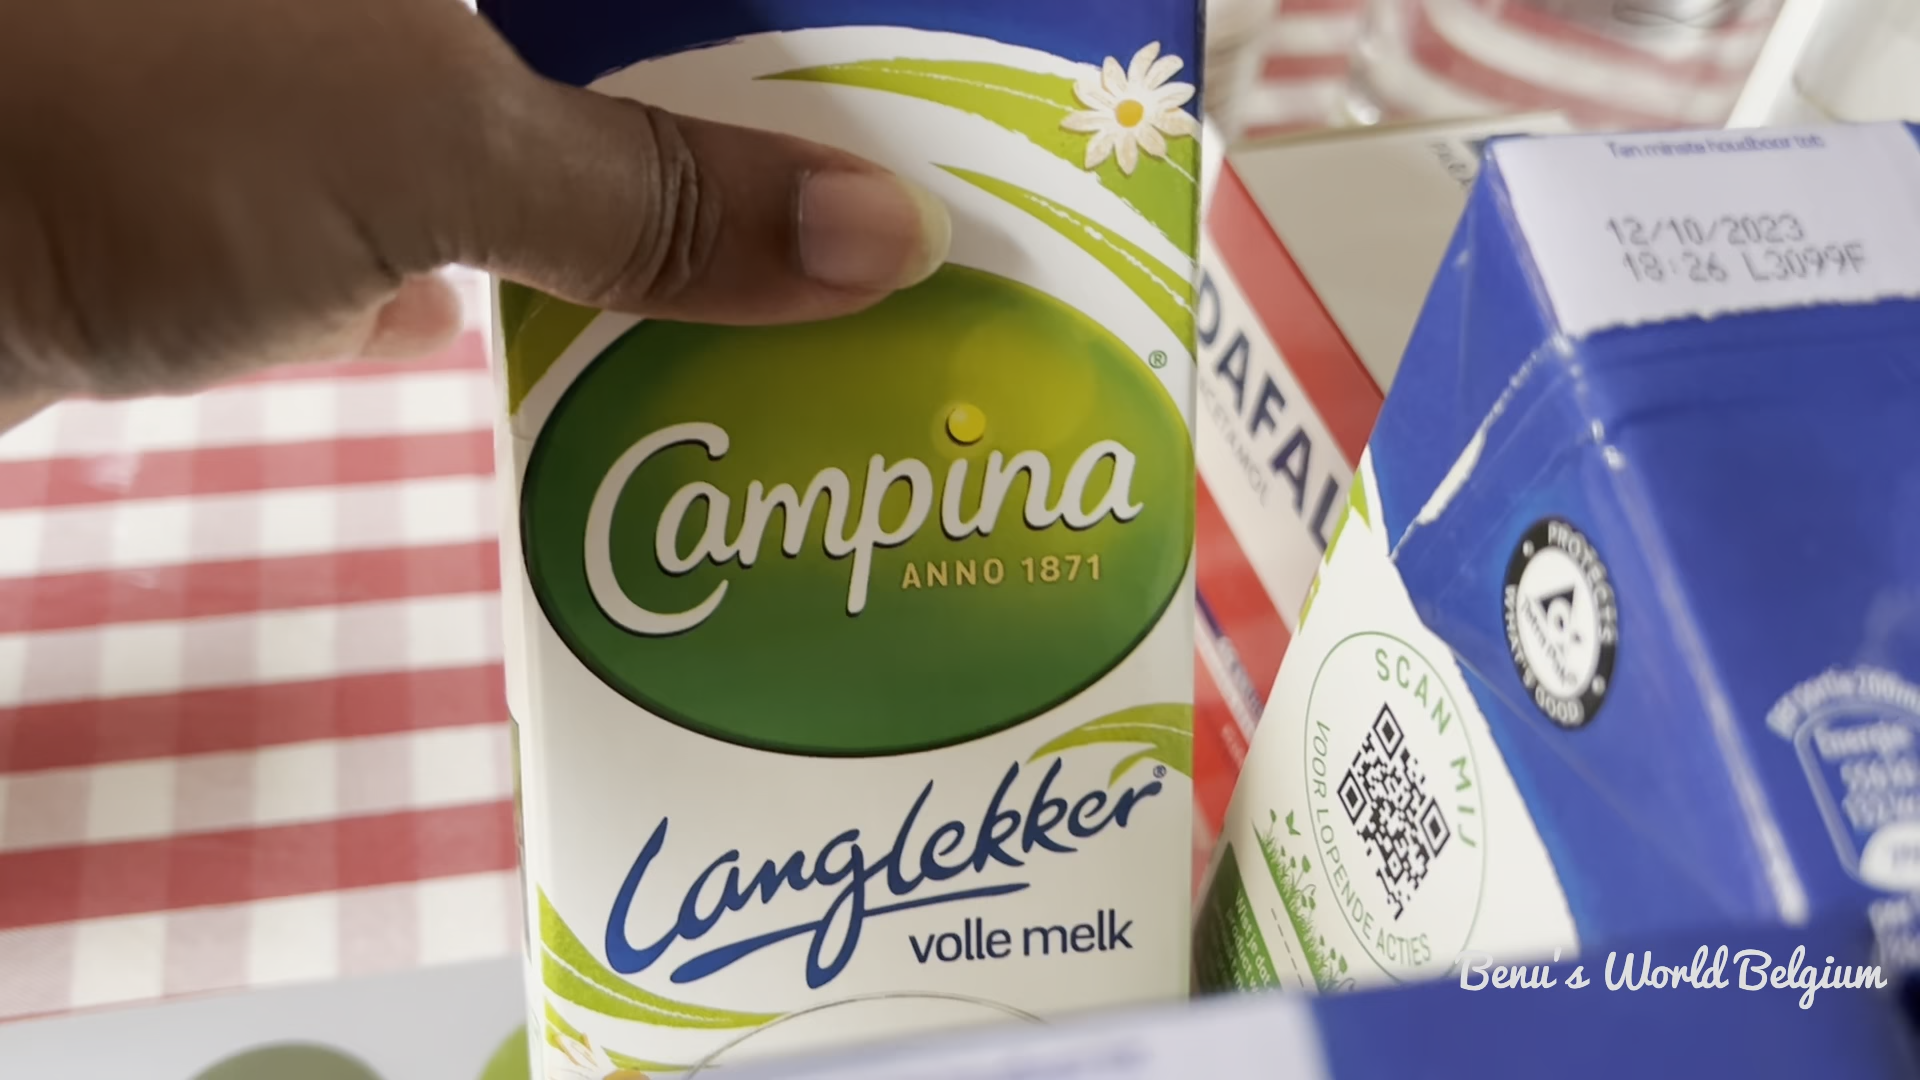 Campina
ANNO 1871
®
Langlekker®
volle melk
DAFAL
Ten minste houdbaar tot:
12/10/2023
18:26 L3099F
PROTECTS
WHAT'S GOOD
SCAN MIJ
VOOR LOPENDE ACTIES
Energie
Benu's World Belgium